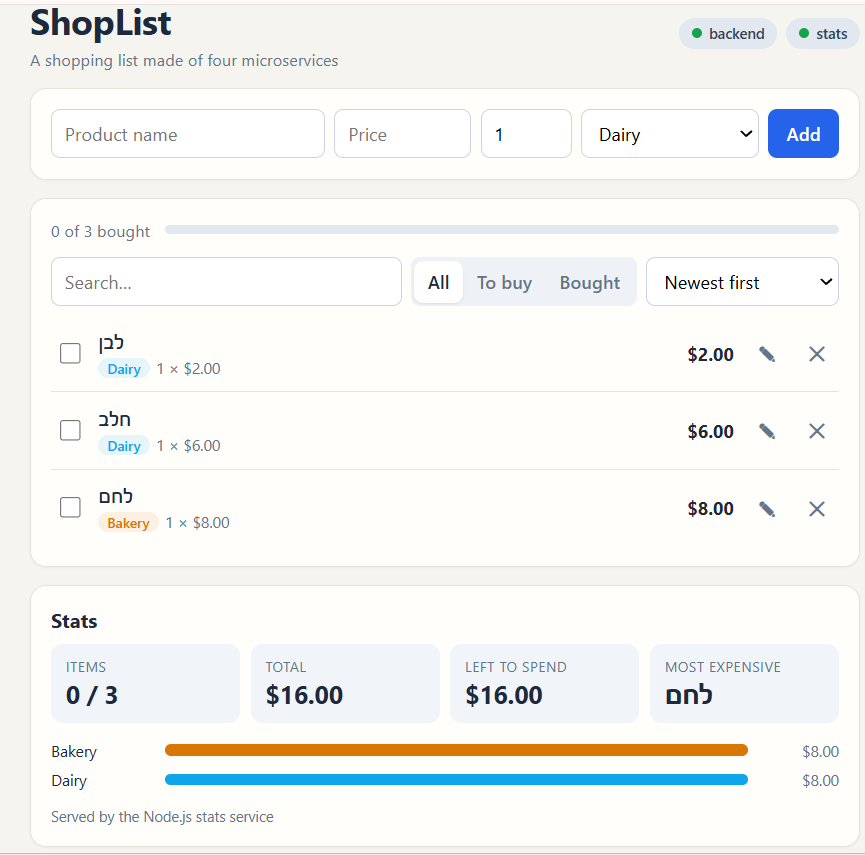 ShopList
backend
stats
A shopping list made of four microservices
Product name
Price
1
Dairy
Add
0 of 3 bought
Search...
All
To buy
Bought
Newest first
לבן
Dairy 1 × $2.00
$2.00
חלב
Dairy 1 × $6.00
$6.00
לחם
Bakery 1 × $8.00
$8.00
Stats
ITEMS
0 / 3
TOTAL
$16.00
LEFT TO SPEND
$16.00
MOST EXPENSIVE
לחם
Bakery $8.00
Dairy $8.00
Served by the Node.js stats service